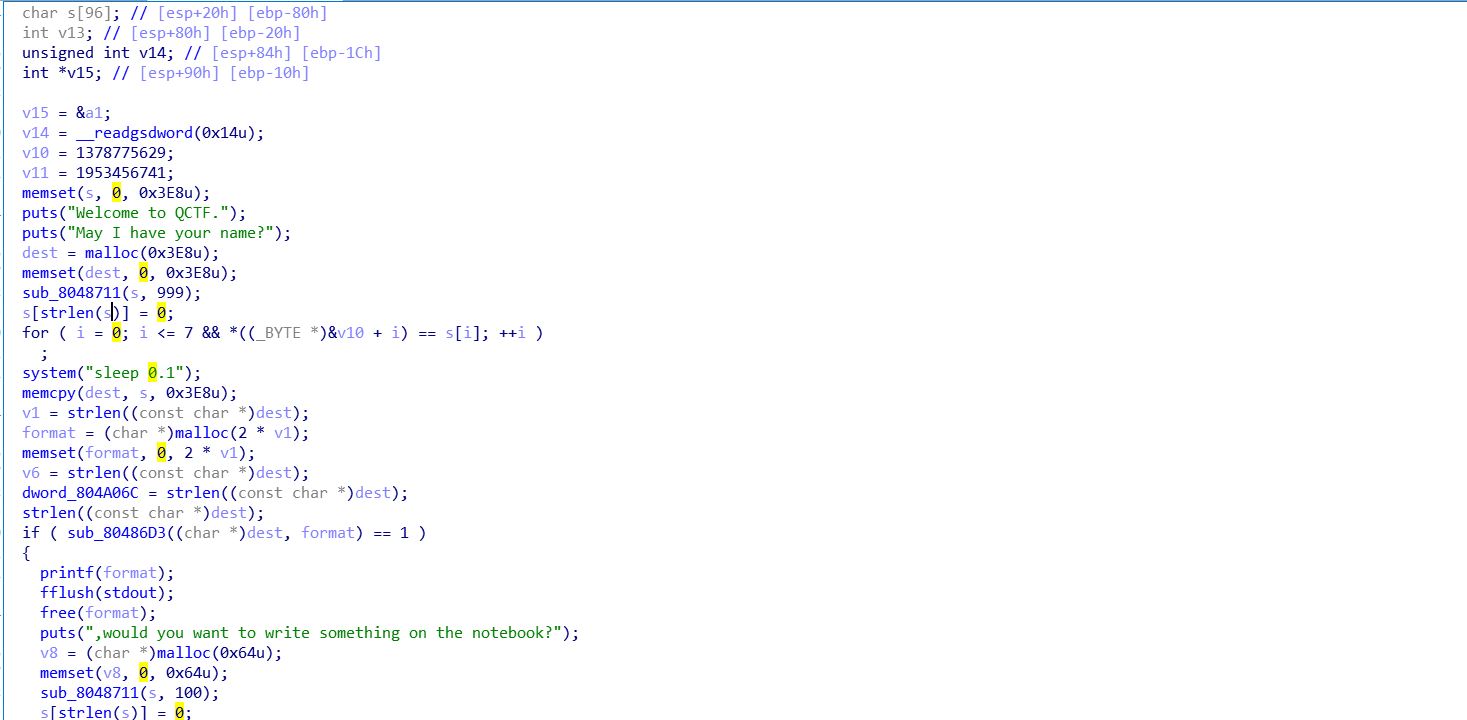 char s[96]; // [esp+20h] [ebp-80h]
int v13; // [esp+80h] [ebp-20h]
unsigned int v14; // [esp+84h] [ebp-1Ch]
int *v15; // [esp+90h] [ebp-10h]
v15 = &a1;
v14 = __readgsdword(0x14u);
v10 = 1378775629;
v11 = 1953456741;
memset(s, 0, 0x3E8u);
puts("Welcome to QCTF.");
puts("May I have your name?");
dest = malloc(0x3E8u);
memset(dest, 0, 0x3E8u);
sub_8048711(s, 999);
s[strlen(s)] = 0;
for ( i = 0; i <= 7 && *((_BYTE *)&v10 + i) == s[i]; ++i )
;
system("sleep 0.1");
memcpy(dest, s, 0x3E8u);
v1 = strlen((const char *)dest);
format = (char *)malloc(2 * v1);
memset(format, 0, 2 * v1);
v6 = strlen((const char *)dest);
dword_804A06C = strlen((const char *)dest);
strlen((const char *)dest);
if ( sub_80486D3((char *)dest, format) == 1 )
{
printf(format);
fflush(stdout);
free(format);
puts(",would you want to write something on the notebook?");
v8 = (char *)malloc(0x64u);
memset(v8, 0, 0x64u);
sub_8048711(s, 100);
s[strlen(s)] = 0;